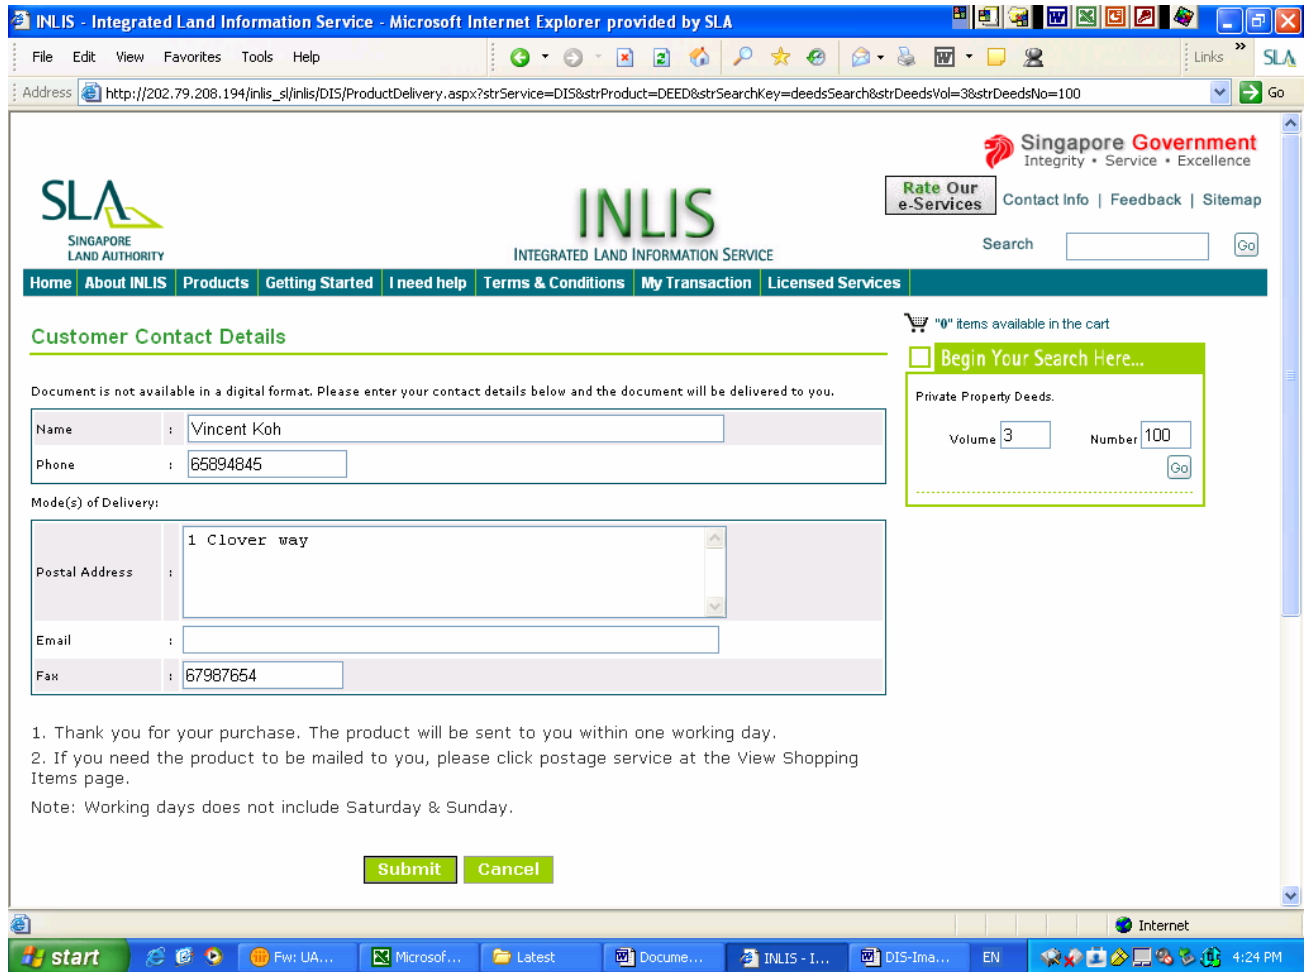 INLIS - Integrated Land Information Service - Microsoft Internet Explorer provided by SLA
File Edit View Favorites Tools Help Links » SLA
Address http://202.79.208.194/inlis_sl/inlis/DIS/ProductDelivery.aspx?strService=DIS&strProduct=DEED&strSearchKey=deedsSearch&strDeedsVol=3&strDeedsNo=100 Go
Singapore Government
Integrity • Service • Excellence
SLA
SINGAPORE
LAND AUTHORITY
INLIS
INTEGRATED LAND INFORMATION SERVICE
Rate Our
e-Services
Contact Info | Feedback | Sitemap
Search Go
Home About INLIS Products Getting Started I need help Terms & Conditions My Transaction Licensed Services
Customer Contact Details
"0" items available in the cart
Begin Your Search Here...
Private Property Deeds.
Volume 3 Number 100
Go
Document is not available in a digital format. Please enter your contact details below and the document will be delivered to you.
Name : Vincent Koh
Phone : 65894845
Mode(s) of Delivery:
Postal Address : 1 Clover way
Email :
Fax : 67987654
1. Thank you for your purchase. The product will be sent to you within one working day.
2. If you need the product to be mailed to you, please click postage service at the View Shopping
Items page.
Note: Working days does not include Saturday & Sunday.
Submit Cancel
Internet
start Fw: UA... Microsof... Latest Docume... INLIS - I... DIS-Ima... EN 4:24 PM